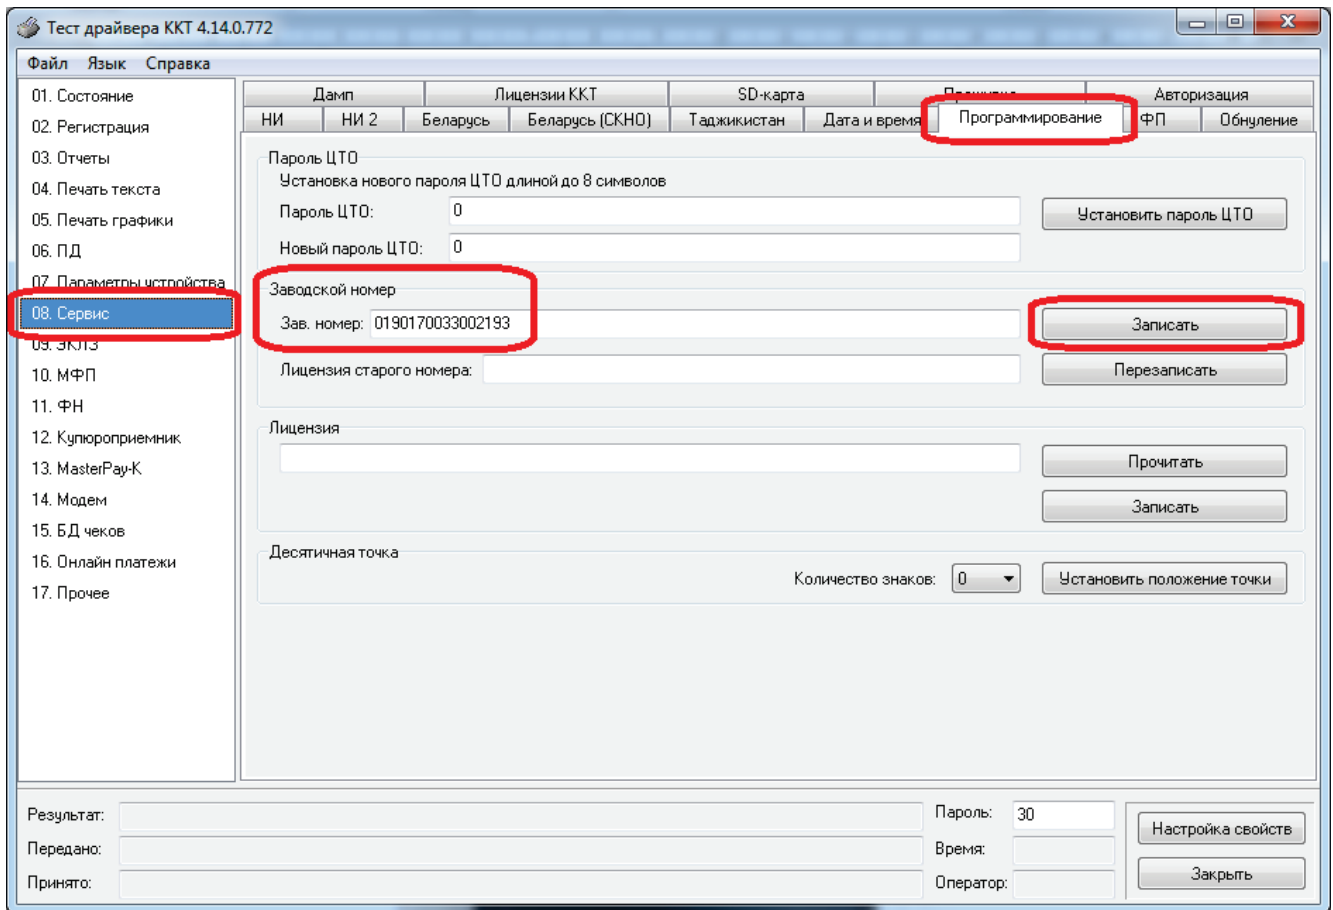 Тест драйвера ККТ 4.14.0.772
Файл Язык Справка
01. Состояние
02. Регистрация
03. Отчеты
04. Печать текста
05. Печать графики
06. ПД
07. Параметры устройства
08. Сервис
09. ЭКЛЗ
10. МФП
11. ФН
12. Купюроприемник
13. MasterPay-K
14. Модем
15. БД чеков
16. Онлайн платежи
17. Прочее
Дамп Лицензии ККТ SD-карта Авторизация
НИ НИ 2 Беларусь Беларусь (СКНО) Таджикистан Дата и время Программирование ФП Обнуление
Пароль ЦТО
Установка нового пароля ЦТО длиной до 8 символов
Пароль ЦТО: 0 Установить пароль ЦТО
Новый пароль ЦТО: 0
Заводской номер
Зав. номер: 0190170033002193 Записать
Лицензия старого номера: Перезаписать
Лицензия
Прочитать
Записать
Десятичная точка
Количество знаков: 0 Установить положение точки
Результат: Пароль: 30 Настройка свойств
Передано: Время:
Принято: Оператор: Закрыть